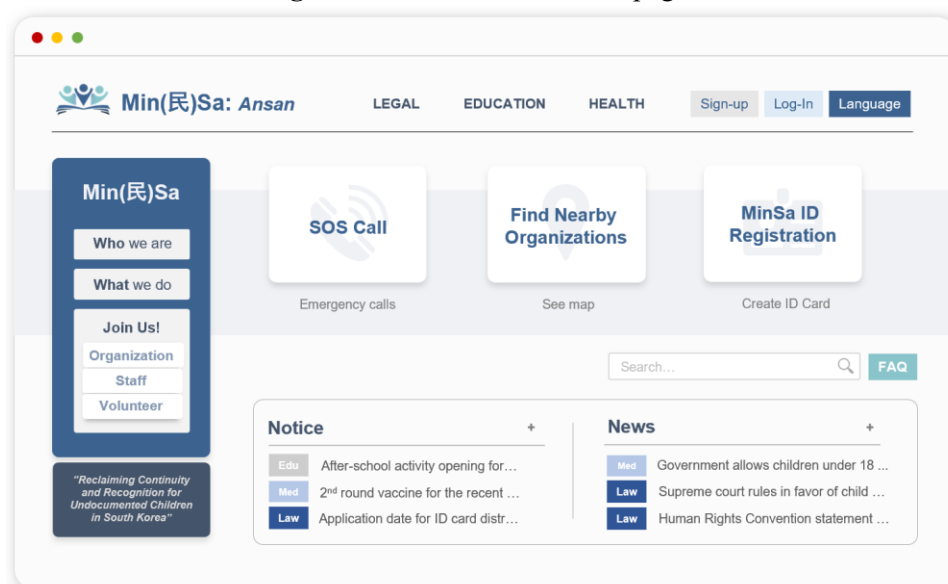 Min(民)Sa: Ansan
LEGAL
EDUCATION
HEALTH
Sign-up
Log-In
Language
Min(民)Sa
Who we are
What we do
Join Us!
Organization
Staff
Volunteer
"Reclaiming Continuity
and Recognition for
Undocumented Children
in South Korea"
SOS Call
Emergency calls
Find Nearby
Organizations
See map
MinSa ID
Registration
Create ID Card
Search...
FAQ
Notice +
Edu After-school activity opening for…
Med 2nd round vaccine for the recent …
Law Application date for ID card distr…
News +
Med Government allows children under 18 ...
Law Supreme court rules in favor of child ...
Law Human Rights Convention statement ...